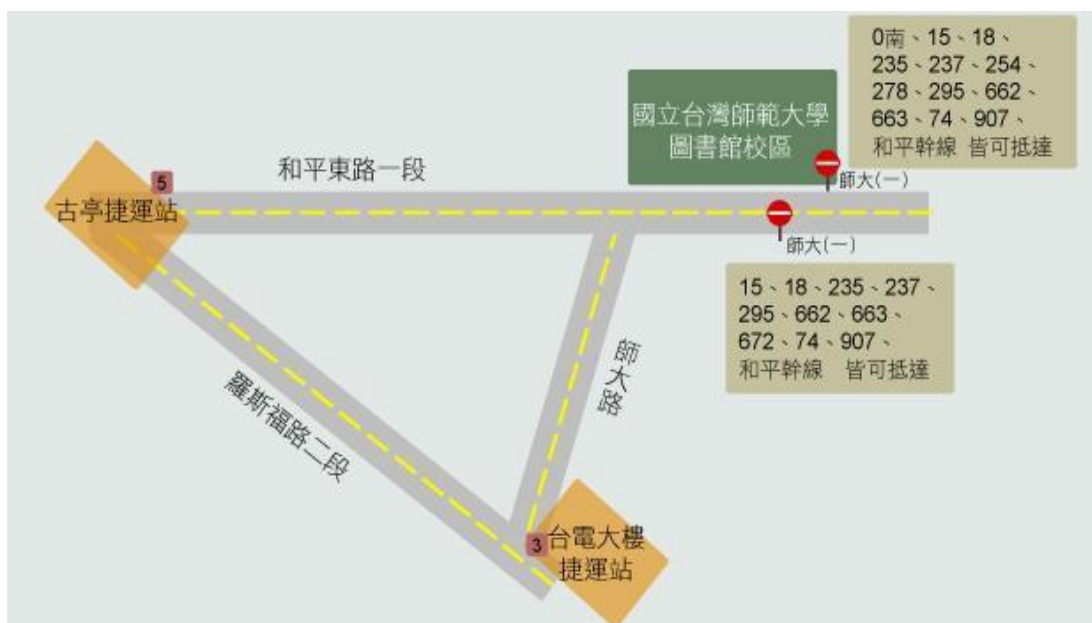 0南、15、18、
235、237、254、
278、295、662、
663、74、907、
和平幹線 皆可抵達
國立台灣師範大學
圖書館校區
師大(一)
和平東路一段
5
古亭捷運站
師大(一)
15、18、235、237、
295、662、663、
672、74、907、
和平幹線 皆可抵達
師大路
羅斯福路二段
3
台電大樓
捷運站